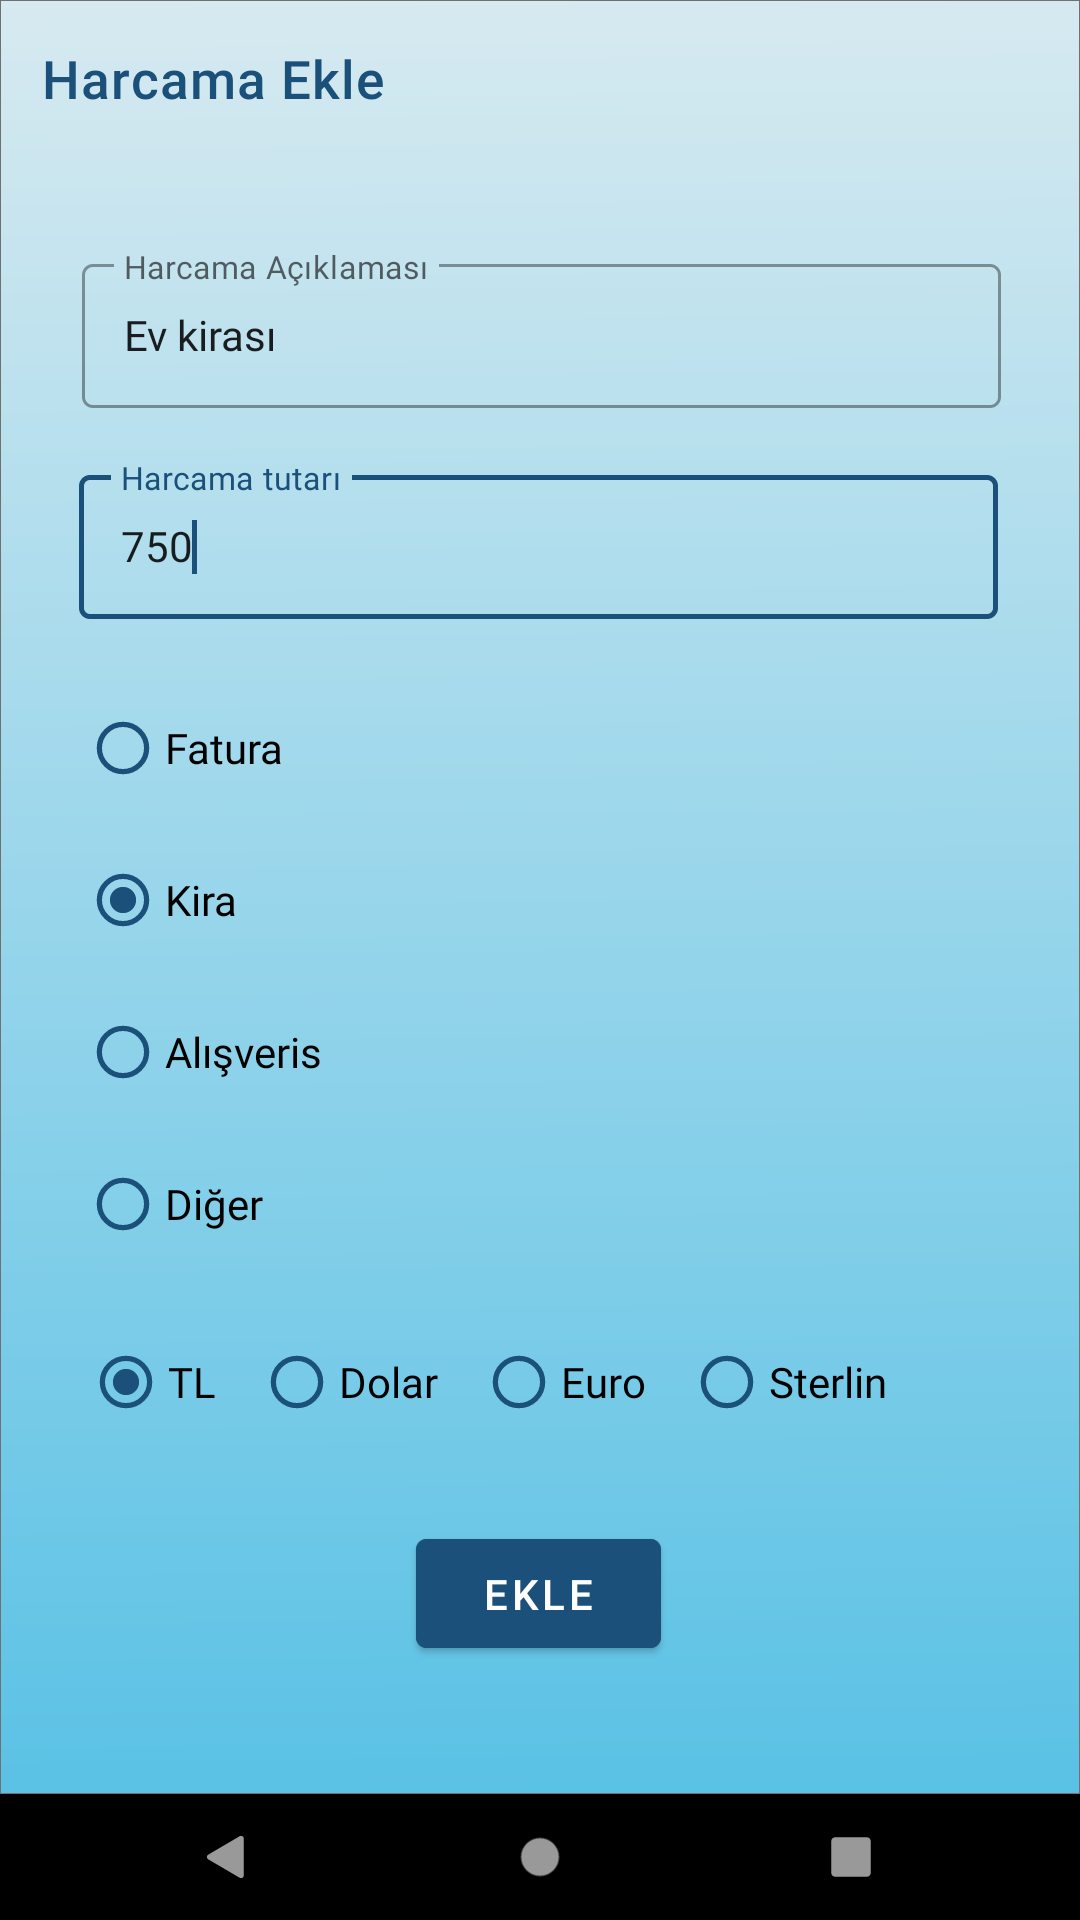 Harcama Ekle
Harcama Açıklaması
Ev kirası
Harcama tutarı
750
Fatura
Kira
Alışveris
Diğer
TL Dolar Euro Sterlin
EKLE